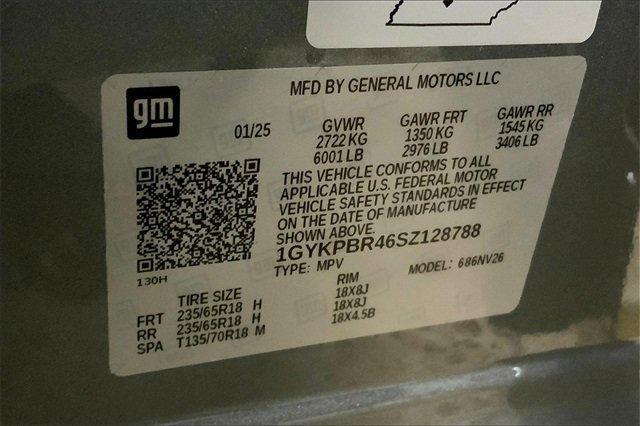 gm
MFD BY GENERAL MOTORS LLC
01/25
GVWR
2722 KG
6001 LB
GAWR FRT
1350 KG
2976 LB
GAWR RR
1545 KG
3406 LB
THIS VEHICLE CONFORMS TO ALL
APPLICABLE U.S. FEDERAL MOTOR
VEHICLE SAFETY STANDARDS IN EFFECT
ON THE DATE OF MANUFACTURE
SHOWN ABOVE.
1GYKPBR46SZ128788
TYPE: MPV
MODEL: 686NV26
130H
TIRE SIZE
RIM
FRT 235/65R18 H 18X8J
RR 235/65R18 H 18X8J
SPA T135/70R18 M 18X4.5B